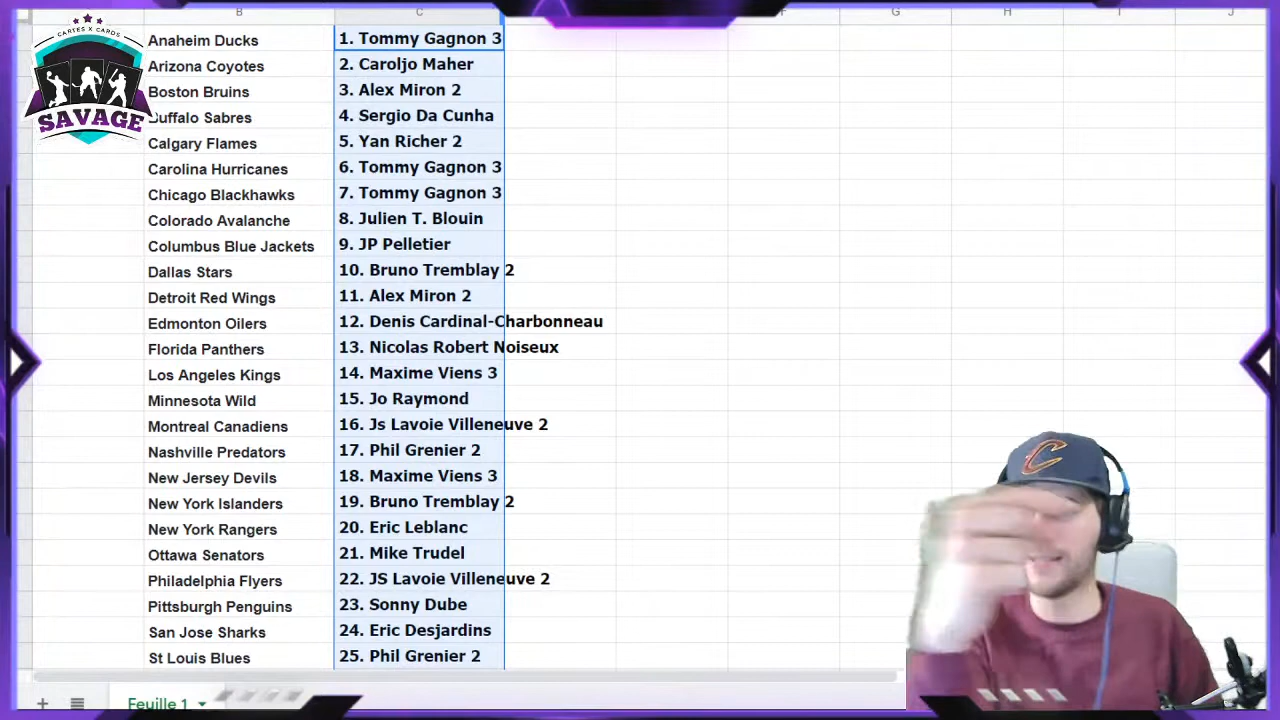 B C F G H I J
CARTES X CARDS
SAVAGE
Anaheim Ducks 1. Tommy Gagnon 3
Arizona Coyotes 2. Caroljo Maher
Boston Bruins 3. Alex Miron 2
Buffalo Sabres 4. Sergio Da Cunha
Calgary Flames 5. Yan Richer 2
Carolina Hurricanes 6. Tommy Gagnon 3
Chicago Blackhawks 7. Tommy Gagnon 3
Colorado Avalanche 8. Julien T. Blouin
Columbus Blue Jackets 9. JP Pelletier
Dallas Stars 10. Bruno Tremblay 2
Detroit Red Wings 11. Alex Miron 2
Edmonton Oilers 12. Denis Cardinal-Charbonneau
Florida Panthers 13. Nicolas Robert Noiseux
Los Angeles Kings 14. Maxime Viens 3
Minnesota Wild 15. Jo Raymond
Montreal Canadiens 16. Js Lavoie Villeneuve 2
Nashville Predators 17. Phil Grenier 2
New Jersey Devils 18. Maxime Viens 3
New York Islanders 19. Bruno Tremblay 2
New York Rangers 20. Eric Leblanc
Ottawa Senators 21. Mike Trudel
Philadelphia Flyers 22. JS Lavoie Villeneuve 2
Pittsburgh Penguins 23. Sonny Dube
San Jose Sharks 24. Eric Desjardins
St Louis Blues 25. Phil Grenier 2
Feuille 1
C